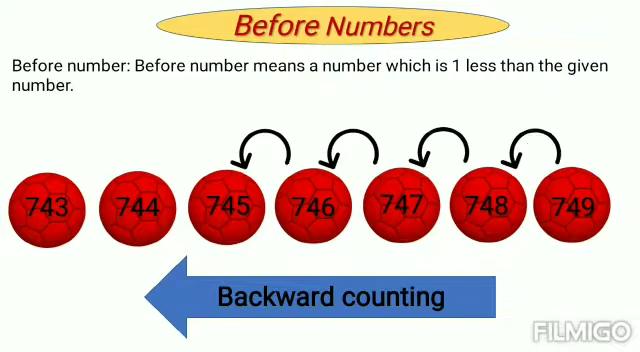 Before Numbers
Before number: Before number means a number which is 1 less than the given
number.
743 744 745 746 747 748 749
Backward counting
FILMIGO